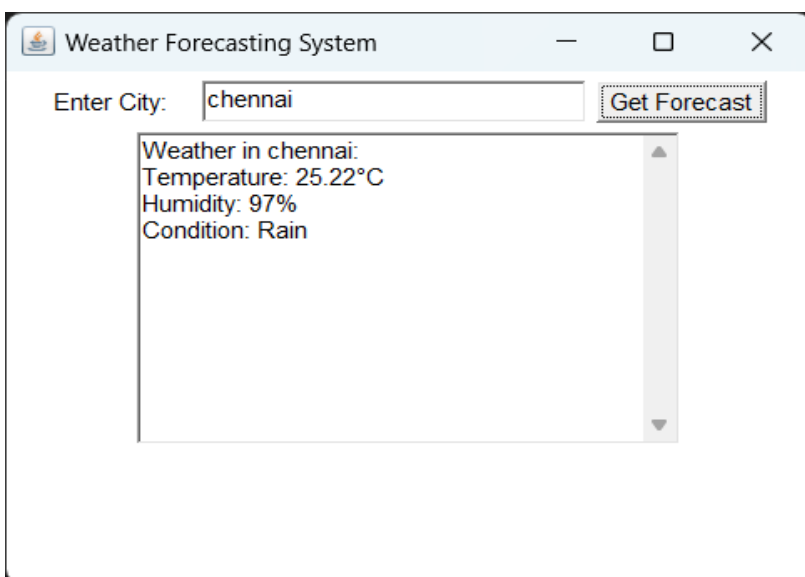 Weather Forecasting System
Enter City: chennai Get Forecast
Weather in chennai:
Temperature: 25.22°C
Humidity: 97%
Condition: Rain